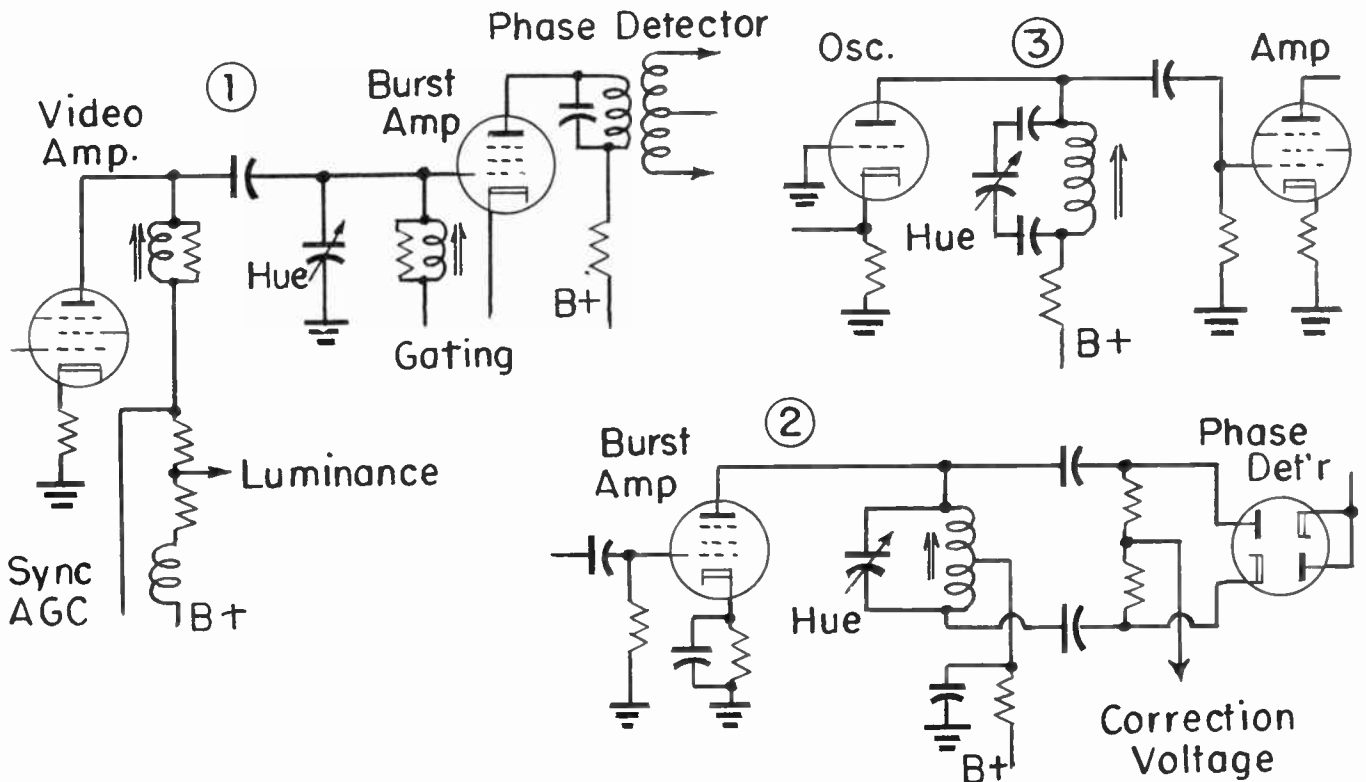 Phase Detector
1
Burst
Amp
Video
Amp.
Hue
B+
Gating
Luminance
Sync
AGC
B+
3
Osc.
Amp
Hue
B+
2
Burst
Amp
Phase
Det'r
Hue
B+
Correction
Voltage